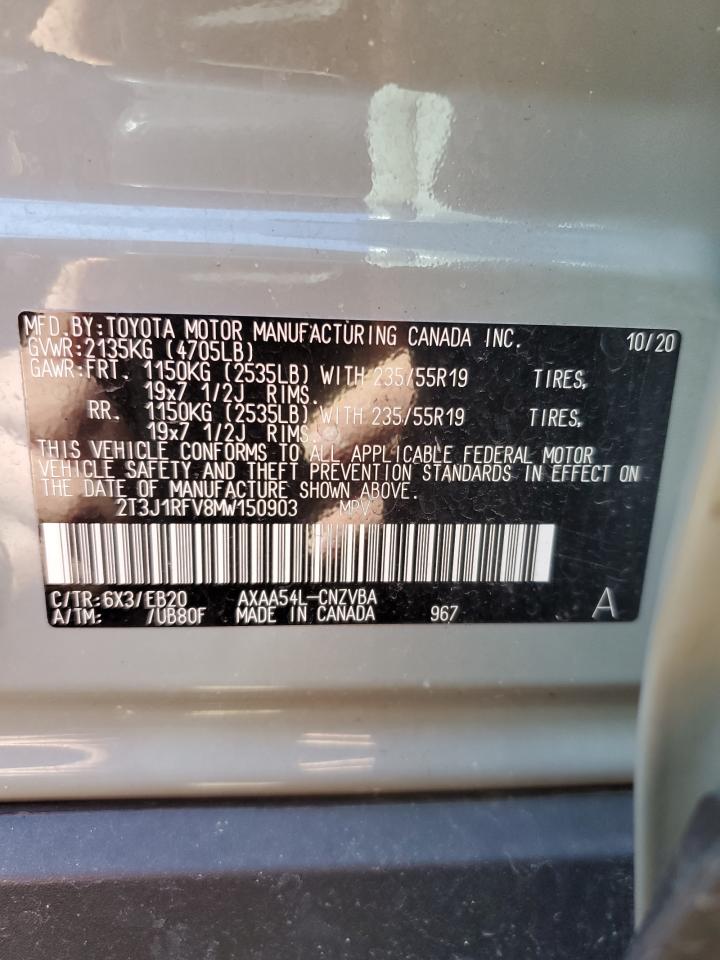 MFD.BY:TOYOTA MOTOR MANUFACTURING CANADA INC. 10/20
GVWR:2135KG (4705LB)
GAWR:FRT. 1150KG (2535LB) WITH 235/55R19 TIRES,
19x7 1/2J RIMS.
RR. 1150KG (2535LB) WITH 235/55R19 TIRES,
19x7 1/2J RIMS.
THIS VEHICLE CONFORMS TO ALL APPLICABLE FEDERAL MOTOR
VEHICLE SAFETY AND THEFT PREVENTION STANDARDS IN EFFECT ON
THE DATE OF MANUFACTURE SHOWN ABOVE.
2T3J1RFV8MW150903 MPV
C/TR:6X3/EB20 AXAA54L-CNZVBA
A/TM: /UB80F MADE IN CANADA 967 A